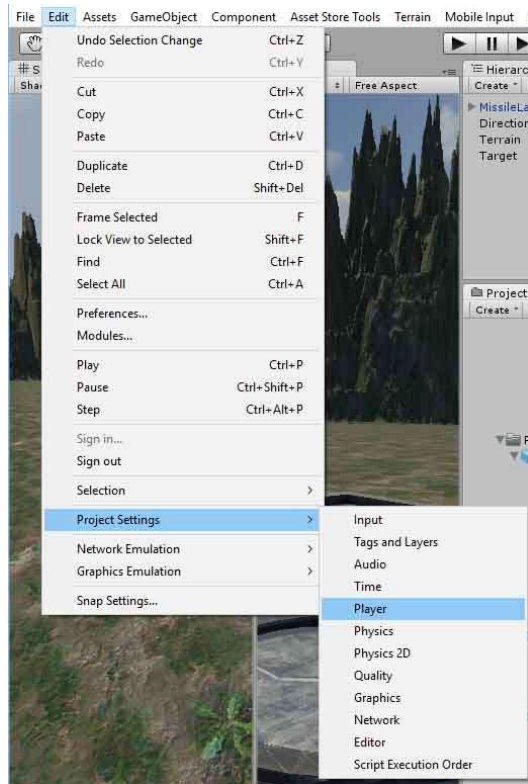 File Edit Assets GameObject Component Asset Store Tools Terrain Mobile Input
Undo Selection Change Ctrl+Z
Redo Ctrl+Y
Cut Ctrl+X
Copy Ctrl+C
Paste Ctrl+V
Duplicate Ctrl+D
Delete Shift+Del
Frame Selected F
Lock View to Selected Shift+F
Find Ctrl+F
Select All Ctrl+A
Preferences...
Modules...
Play Ctrl+P
Pause Ctrl+Shift+P
Step Ctrl+Alt+P
Sign in...
Sign out
Selection >
Project Settings >
Network Emulation >
Graphics Emulation >
Snap Settings...
Input
Tags and Layers
Audio
Time
Player
Physics
Physics 2D
Quality
Graphics
Network
Editor
Script Execution Order
# S
Sha
Free Aspect
Hierarc
Create
MissileLa
Direction
Terrain
Target
Project
Create